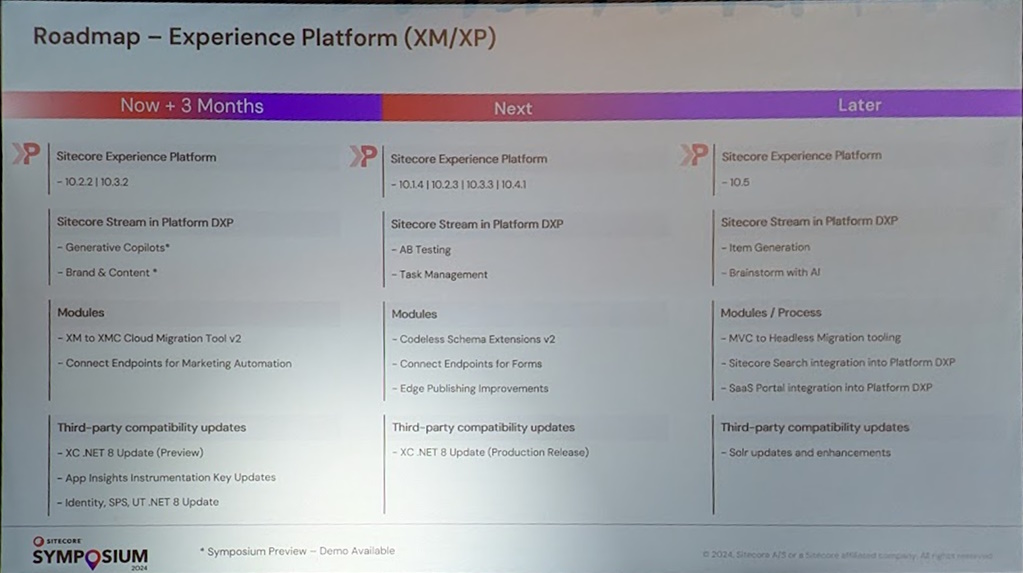 Roadmap – Experience Platform (XM/XP)
Now + 3 Months
Sitecore Experience Platform
- 10.2.2 | 10.3.2
Sitecore Stream in Platform DXP
- Generative Copilots*
- Brand & Content *
Modules
- XM to XMC Cloud Migration Tool v2
- Connect Endpoints for Marketing Automation
Third-party compatibility updates
- XC .NET 8 Update (Preview)
- App Insights Instrumentation Key Updates
- Identity, SPS, UT .NET 8 Update
Next
Sitecore Experience Platform
- 10.1.4 | 10.2.3 | 10.3.3 | 10.4.1
Sitecore Stream in Platform DXP
- AB Testing
- Task Management
Modules
- Codeless Schema Extensions v2
- Connect Endpoints for Forms
- Edge Publishing Improvements
Third-party compatibility updates
- XC .NET 8 Update (Production Release)
Later
Sitecore Experience Platform
- 10.5
Sitecore Stream in Platform DXP
- Item Generation
- Brainstorm with AI
Modules / Process
- MVC to Headless Migration tooling
- Sitecore Search integration into Platform DXP
- SaaS Portal integration into Platform DXP
Third-party compatibility updates
- Solr updates and enhancements
SITECORE
SYMPOSIUM
2024
* Symposium Preview – Demo Available
© 2024, Sitecore A/S or a Sitecore affiliated company. All rights reserved.